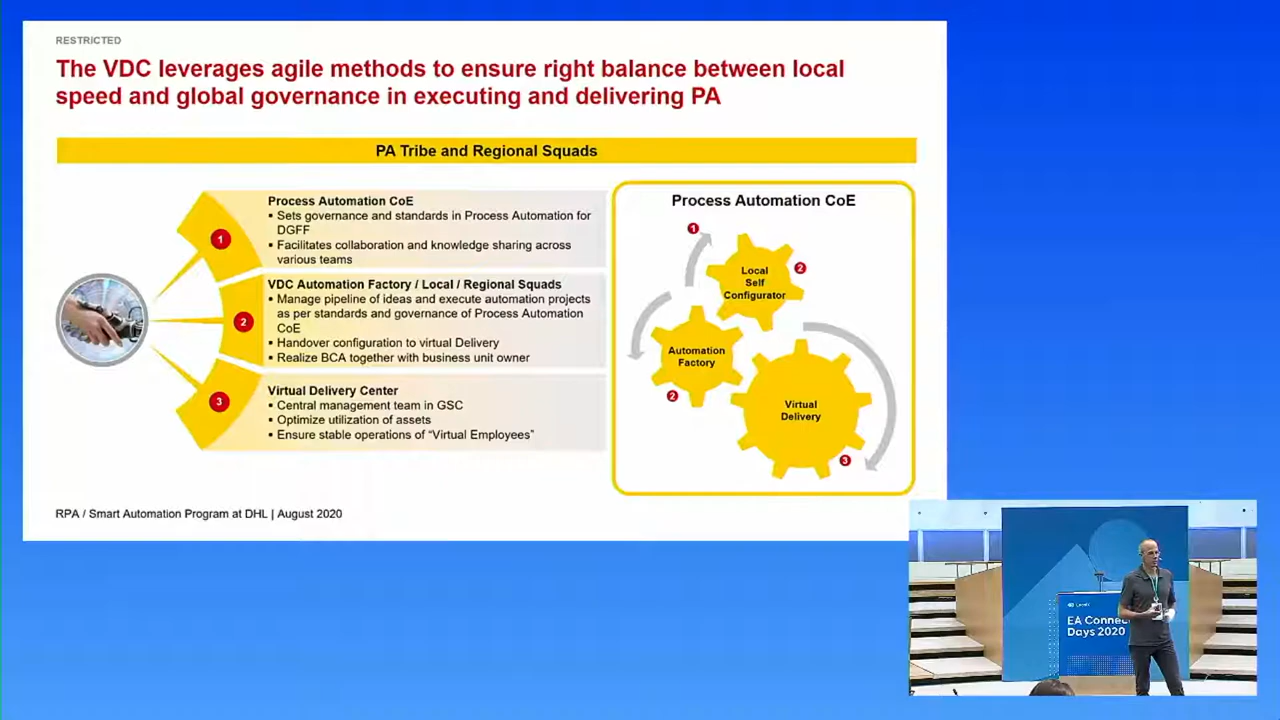 RESTRICTED
The VDC leverages agile methods to ensure right balance between local
speed and global governance in executing and delivering PA
PA Tribe and Regional Squads
1
Process Automation CoE
▪ Sets governance and standards in Process Automation for
DGFF
▪ Facilitates collaboration and knowledge sharing across
various teams
2
VDC Automation Factory / Local / Regional Squads
▪ Manage pipeline of ideas and execute automation projects
as per standards and governance of Process Automation
CoE
▪ Handover configuration to virtual Delivery
▪ Realize BCA together with business unit owner
3
Virtual Delivery Center
▪ Central management team in GSC
▪ Optimize utilization of assets
▪ Ensure stable operations of “Virtual Employees”
Process Automation CoE
1
Local
Self
Configurator
2
Automation
Factory
2
Virtual
Delivery
3
RPA / Smart Automation Program at DHL | August 2020
EA Connec
Days 2020